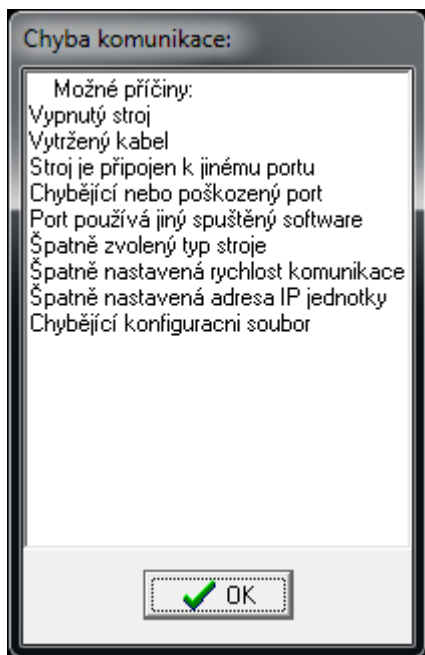 Chyba komunikace:
Možné příčiny:
Vypnutý stroj
Vytržený kabel
Stroj je připojen k jinému portu
Chybějící nebo poškozený port
Port používá jiný spuštěný software
Špatně zvolený typ stroje
Špatně nastavená rychlost komunikace
Špatně nastavená adresa IP jednotky
Chybějící konfiguracni soubor
OK